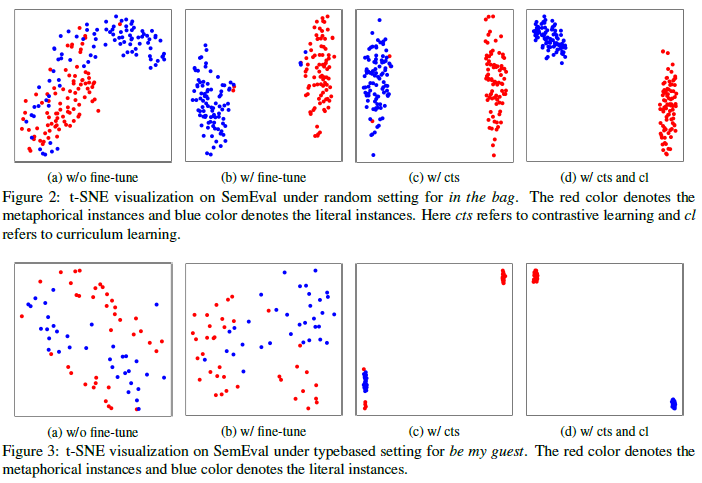 (a) w/o fine-tune (b) w/ fine-tune (c) w/ cts (d) w/ cts and cl
Figure 2: t-SNE visualization on SemEval under random setting for in the bag. The red color denotes the
metaphorical instances and blue color denotes the literal instances. Here cts refers to contrastive learning and cl
refers to curriculum learning.
(a) w/o fine-tune (b) w/ fine-tune (c) w/ cts (d) w/ cts and cl
Figure 3: t-SNE visualization on SemEval under typebased setting for be my guest. The red color denotes the
metaphorical instances and blue color denotes the literal instances.